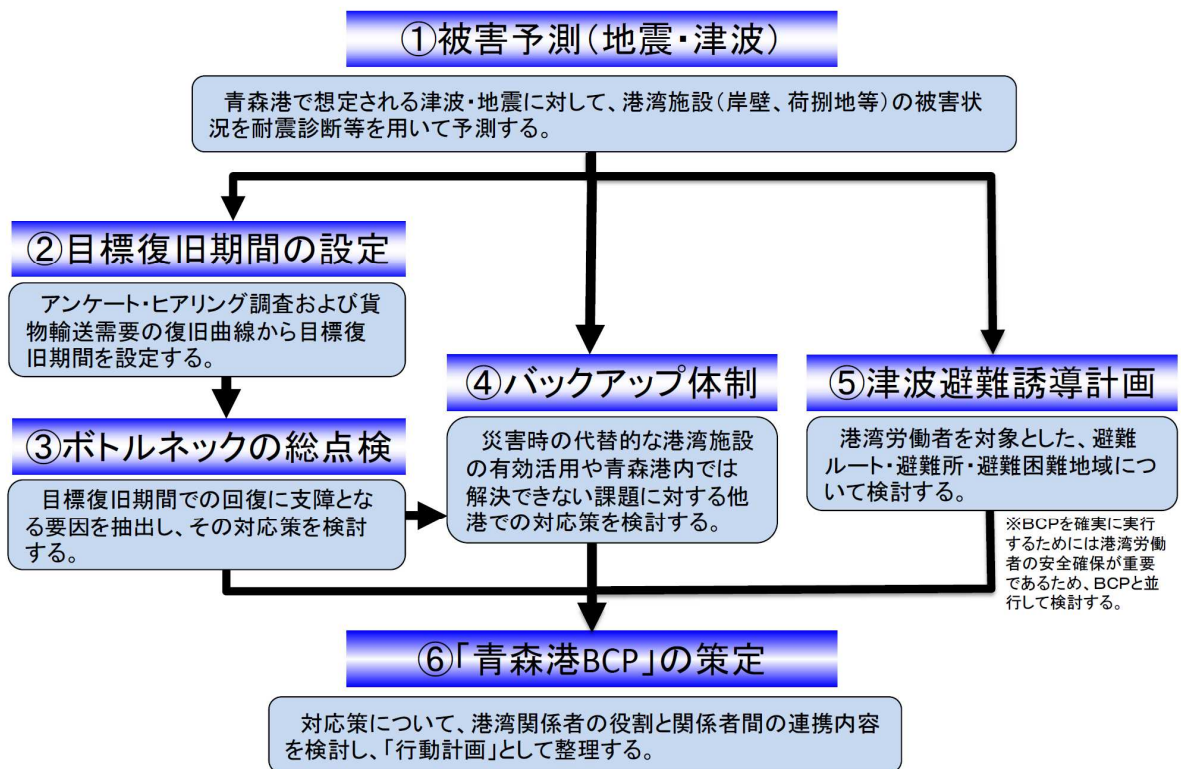 ①被害予測(地震・津波)
青森港で想定される津波・地震に対して、港湾施設(岸壁、荷捌地等)の被害状
況を耐震診断等を用いて予測する。
②目標復旧期間の設定
アンケート・ヒアリング調査および貨
物輸送需要の復旧曲線から目標復
旧期間を設定する。
③ボトルネックの総点検
目標復旧期間での回復に支障とな
る要因を抽出し、その対応策を検討
する。
④バックアップ体制
災害時の代替的な港湾施設
の有効活用や青森港内では
解決できない課題に対する他
港での対応策を検討する。
⑤津波避難誘導計画
港湾労働者を対象とした、避難
ルート・避難所・避難困難地域につ
いて検討する。
※BCPを確実に実行
するためには港湾労働
者の安全確保が重要
であるため、BCPと並
行して検討する。
⑥「青森港BCP」の策定
対応策について、港湾関係者の役割と関係者間の連携内容
を検討し、「行動計画」として整理する。